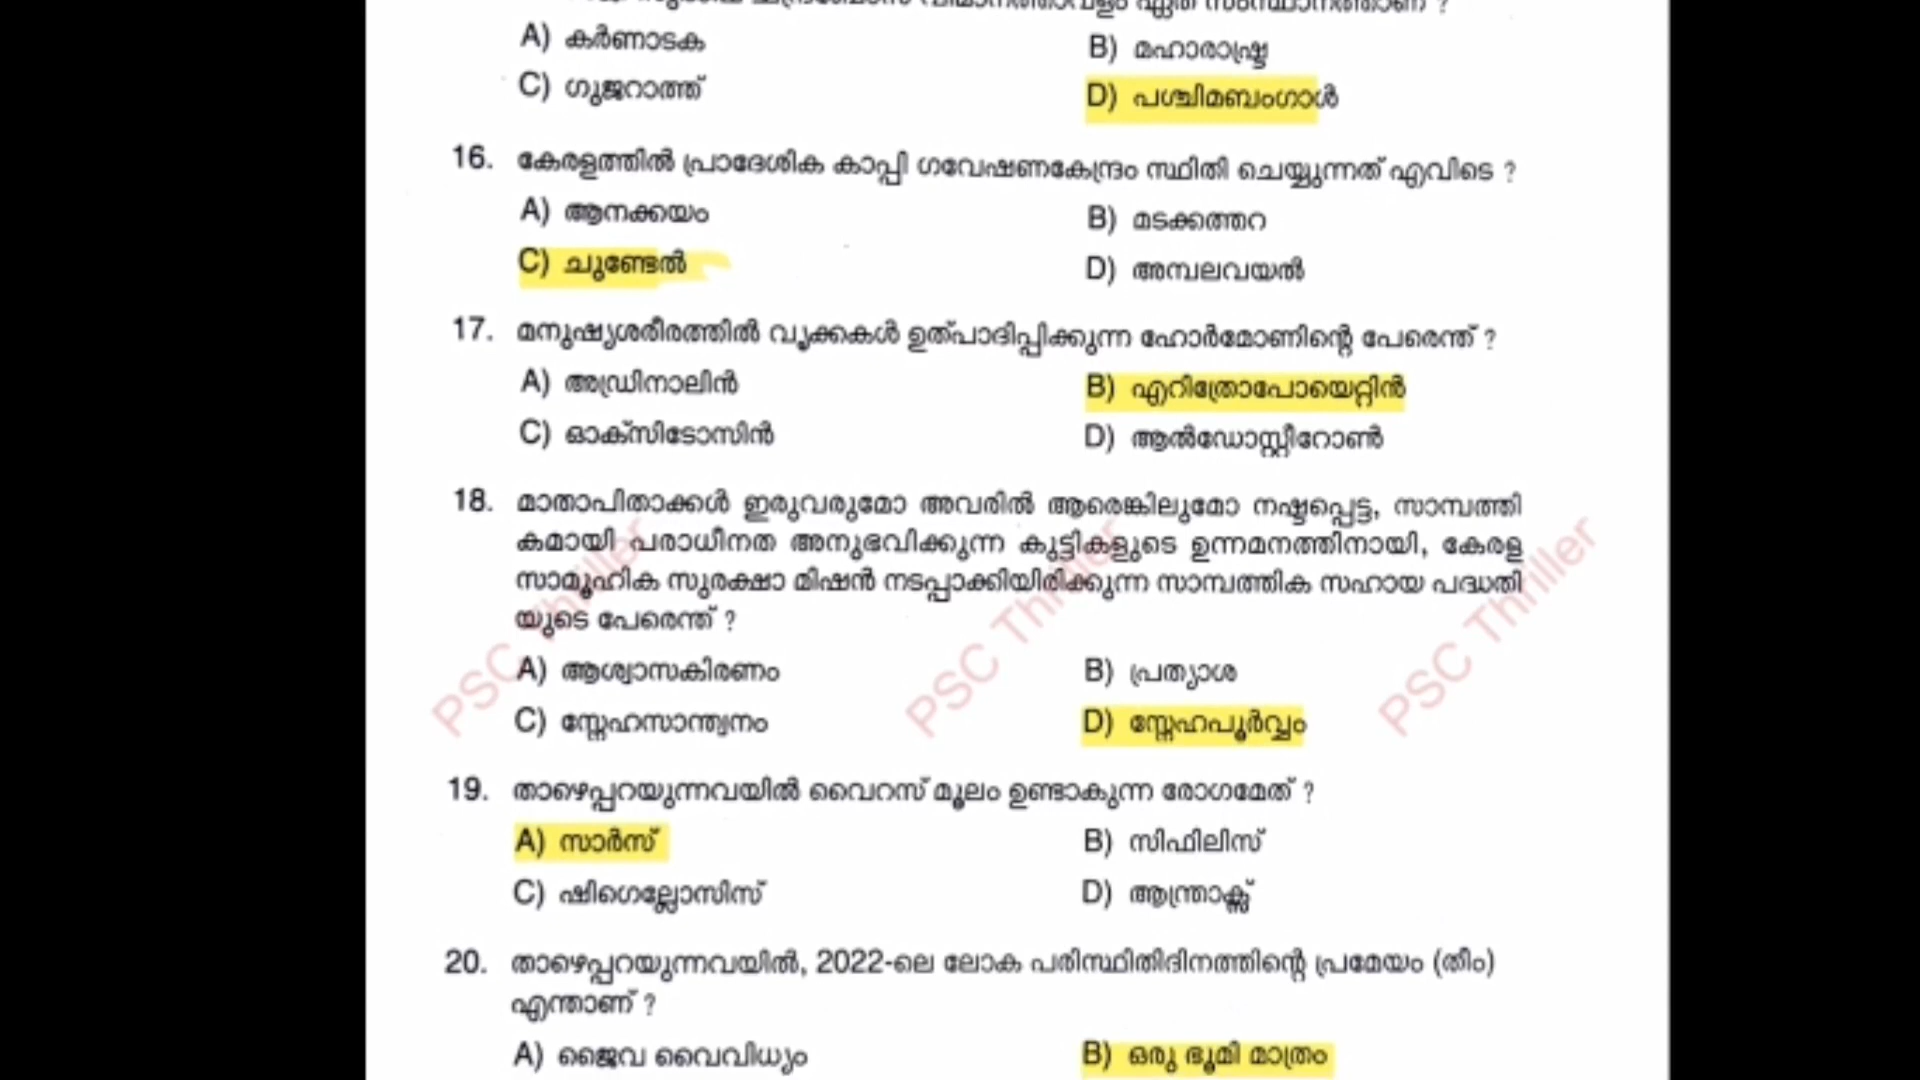 വിമാനത്താവളം ഏത് സംസ്ഥാനത്താണ് ?
A) കർണാടക
B) മഹാരാഷ്ട്ര
C) ഗുജറാത്ത്
D) പശ്ചിമബംഗാൾ
16. കേരളത്തിൽ പ്രാദേശിക കാപ്പി ഗവേഷണകേന്ദ്രം സ്ഥിതി ചെയ്യുന്നത് എവിടെ ?
A) ആനക്കയം
B) മടക്കത്തറ
C) ചുണ്ടേൽ
D) അമ്പലവയൽ
17. മനുഷ്യശരീരത്തിൽ വൃക്കകൾ ഉത്പാദിപ്പിക്കുന്ന ഹോർമോണിന്റെ പേരെന്ത് ?
A) അഡ്രിനാലിൻ
B) എറിത്രോപോയെറ്റിൻ
C) ഓക്സിടോസിൻ
D) ആൽഡോസ്റ്റീറോൺ
18. മാതാപിതാക്കൾ ഇരുവരുമോ അവരിൽ ആരെങ്കിലുമോ നഷ്ടപ്പെട്ട, സാമ്പത്തി
കമായി പരാധീനത അനുഭവിക്കുന്ന കുട്ടികളുടെ ഉന്നമനത്തിനായി, കേരള
സാമൂഹിക സുരക്ഷാ മിഷൻ നടപ്പാക്കിയിരിക്കുന്ന സാമ്പത്തിക സഹായ പദ്ധതി
യുടെ പേരെന്ത് ?
A) ആശ്വാസകിരണം
B) പ്രത്യാശ
C) സ്നേഹസാന്ത്വനം
D) സ്നേഹപൂർവ്വം
PSC Thriller
PSC Thriller
PSC Thriller
19. താഴെപ്പറയുന്നവയിൽ വൈറസ് മൂലം ഉണ്ടാകുന്ന രോഗമേത് ?
A) സാർസ്
B) സിഫിലിസ്
C) ഷിഗെല്ലോസിസ്
D) ആന്ത്രാക്സ്
20. താഴെപ്പറയുന്നവയിൽ, 2022-ലെ ലോക പരിസ്ഥിതിദിനത്തിന്റെ പ്രമേയം (തീം)
എന്താണ് ?
A) ജൈവ വൈവിധ്യം
B) ഒരു ഭൂമി മാത്രം